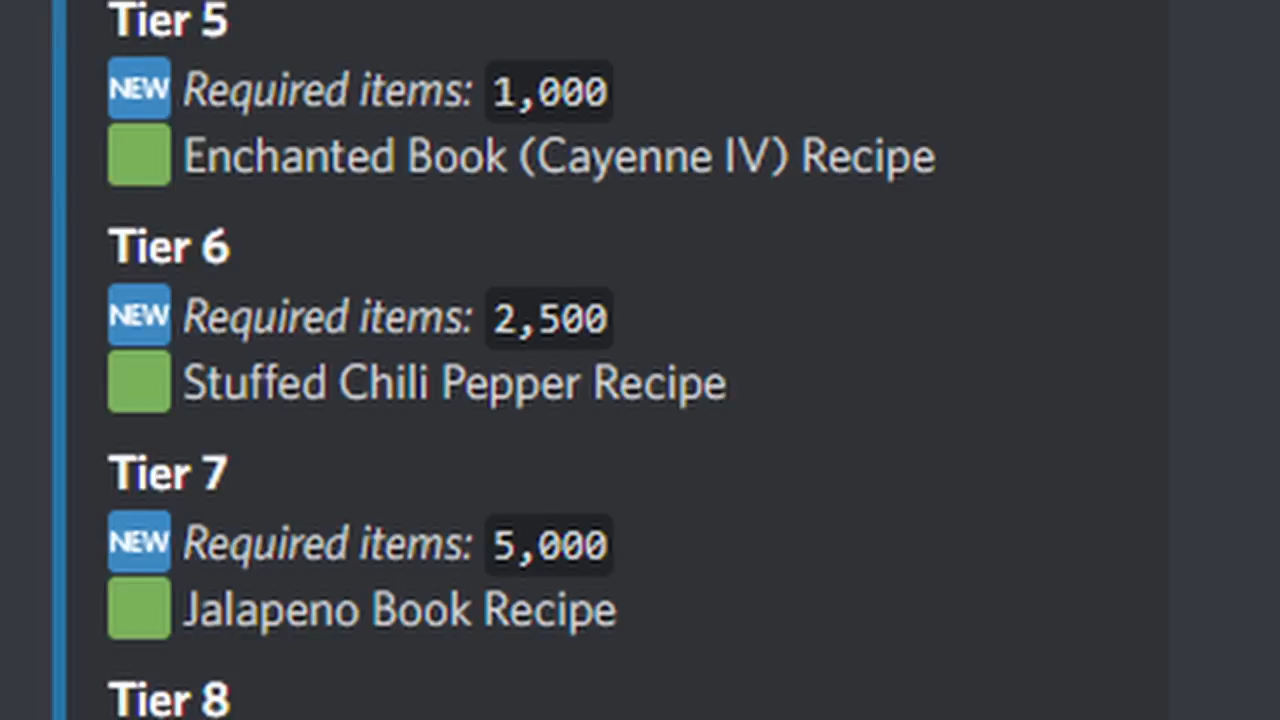 Tier 5
NEW Required items: 1,000
Enchanted Book (Cayenne IV) Recipe
Tier 6
NEW Required items: 2,500
Stuffed Chili Pepper Recipe
Tier 7
NEW Required items: 5,000
Jalapeno Book Recipe
Tier 8